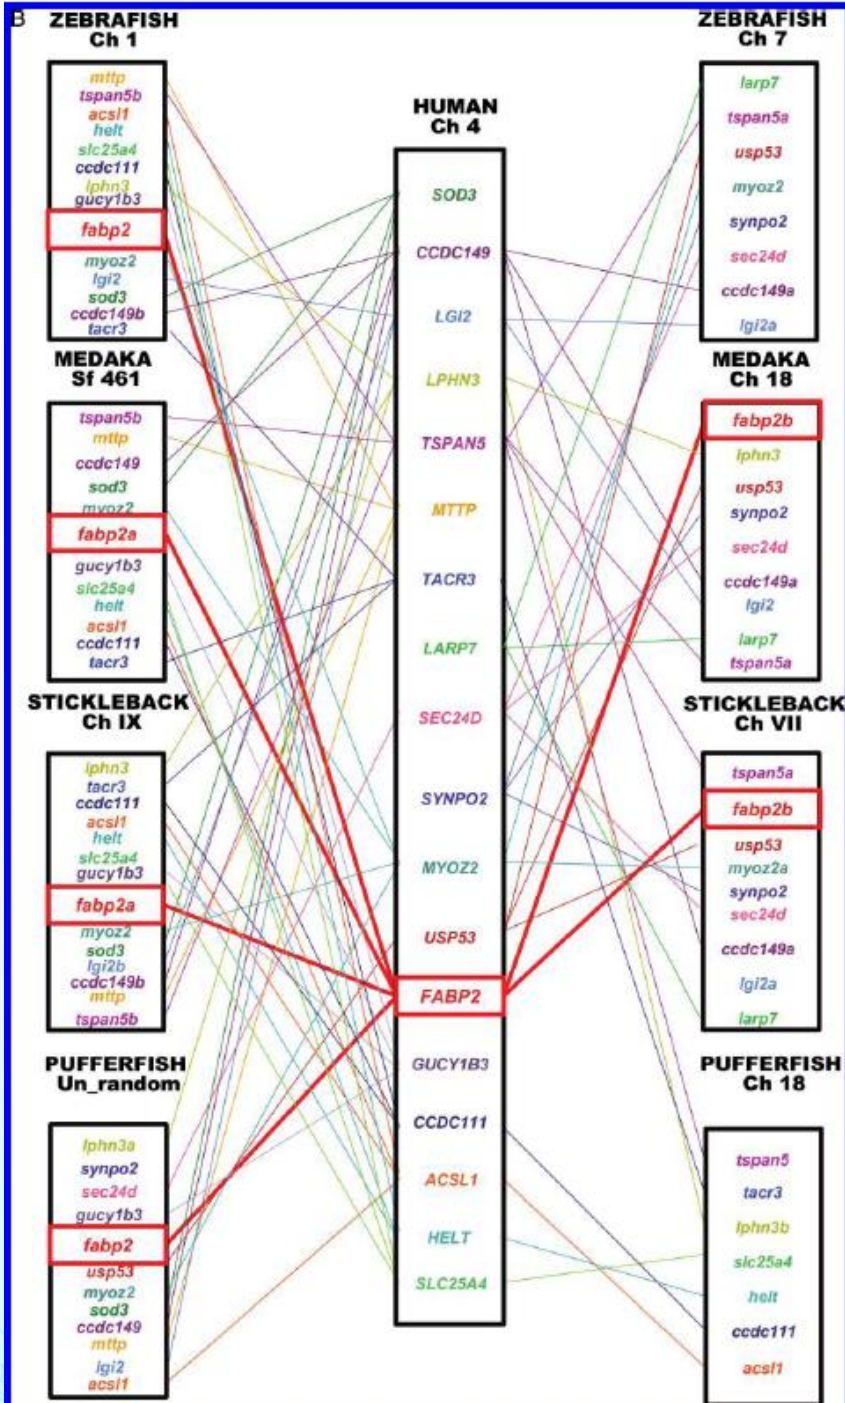 B
ZEBRAFISH
Ch 1
mttp
tspan5b
acsl1
helt
slc25a4
ccdc111
lphn3
gucy1b3
fabp2
myoz2
lgi2
sod3
ccdc149b
tacr3
MEDAKA
Sf 461
tspan5b
mttp
ccdc149
sod3
myoz2
fabp2a
gucy1b3
slc25a4
helt
acsl1
ccdc111
tacr3
STICKLEBACK
Ch IX
lphn3
tacr3
ccdc111
acsl1
helt
slc25a4
gucy1b3
fabp2a
myoz2
sod3
lgi2b
ccdc149b
mttp
tspan5b
PUFFERFISH
Un_random
lphn3a
synpo2
sec24d
gucy1b3
fabp2
usp53
myoz2
sod3
ccdc149
mttp
lgi2
acsl1
HUMAN
Ch 4
SOD3
CCDC149
LGI2
LPHN3
TSPAN5
MTTP
TACR3
LARP7
SEC24D
SYNPO2
MYOZ2
USP53
FABP2
GUCY1B3
CCDC111
ACSL1
HELT
SLC25A4
ZEBRAFISH
Ch 7
larp7
tspan5a
usp53
myoz2
synpo2
sec24d
ccdc149a
lgi2a
MEDAKA
Ch 18
fabp2b
lphn3
usp53
synpo2
sec24d
ccdc149a
lgi2
larp7
tspan5a
STICKLEBACK
Ch VII
tspan5a
fabp2b
usp53
myoz2a
synpo2
sec24d
ccdc149a
lgi2a
larp7
PUFFERFISH
Ch 18
tspan5
tacr3
lphn3b
slc25a4
helt
ccdc111
acsl1